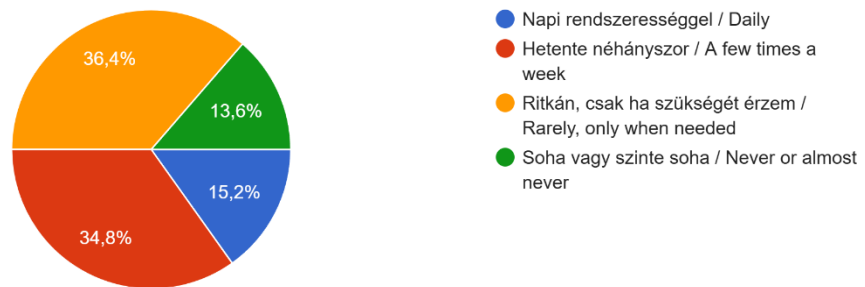 36,4%
13,6%
15,2%
34,8%
Napi rendszerességgel / Daily
Hetente néhányszor / A few times a
week
Ritkán, csak ha szükségét érzem /
Rarely, only when needed
Soha vagy szinte soha / Never or almost
never